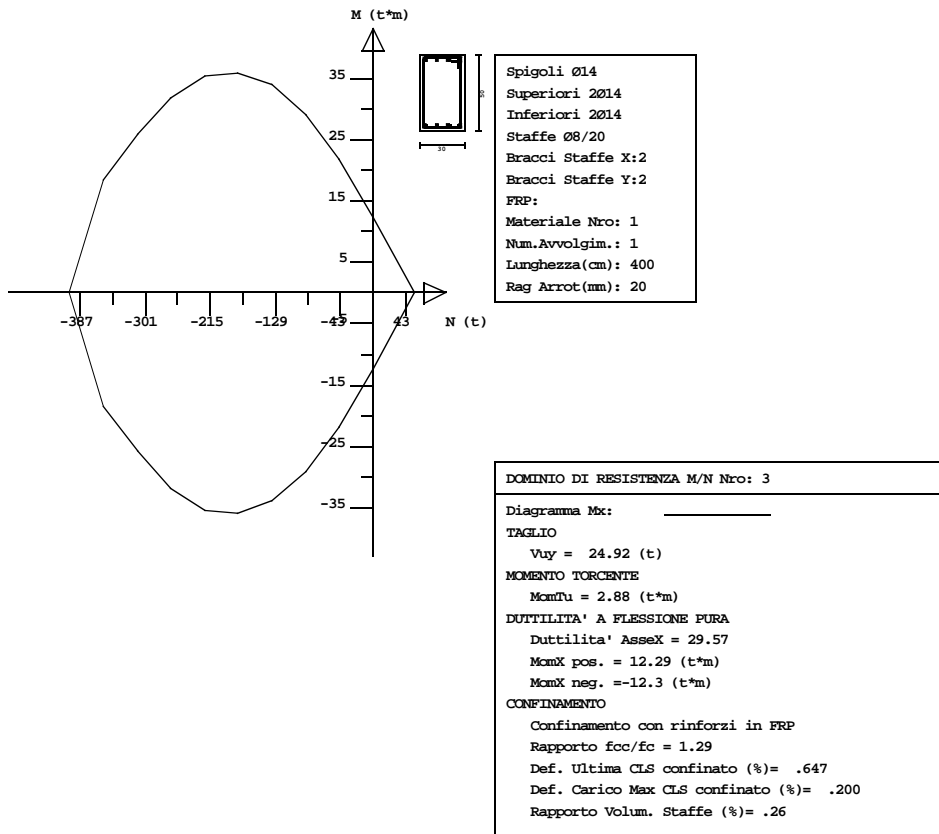 M (t*m)
35
25
15
5
-387
-301
-215
-129
-43
43
N (t)
-5
-15
-25
-35
50
30
Spigoli Ø14
Superiori 2Ø14
Inferiori 2Ø14
Staffe Ø8/20
Bracci Staffe X:2
Bracci Staffe Y:2
FRP:
Materiale Nro: 1
Num.Avvolgim.: 1
Lunghezza(cm): 400
Rag Arrot(mm): 20
DOMINIO DI RESISTENZA M/N Nro: 3
Diagramma Mx:
TAGLIO
Vuy = 24.92 (t)
MOMENTO TORCENTE
MomTu = 2.88 (t*m)
DUTTILITA' A FLESSIONE PURA
Duttilita' AsseX = 29.57
MomX pos. = 12.29 (t*m)
MomX neg. =-12.3 (t*m)
CONFINAMENTO
Confinamento con rinforzi in FRP
Rapporto fcc/fc = 1.29
Def. Ultima CLS confinato (%)= .647
Def. Carico Max CLS confinato (%)= .200
Rapporto Volum. Staffe (%)= .26